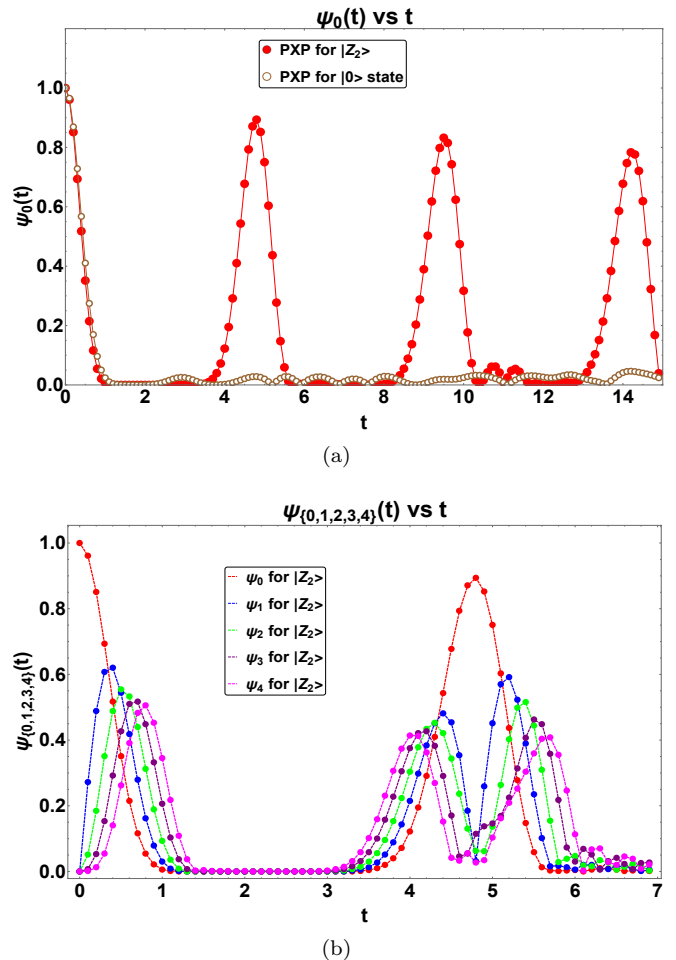 ψ₀(t) vs t
PXP for |Z₂>
PXP for |0> state
1.0
0.8
0.6
0.4
0.2
0.0
ψ₀(t)
0 2 4 6 8 10 12 14
t
(a)
ψ{0,1,2,3,4}(t) vs t
ψ₀ for |Z₂>
ψ₁ for |Z₂>
ψ₂ for |Z₂>
ψ₃ for |Z₂>
ψ₄ for |Z₂>
1.0
0.8
0.6
0.4
0.2
0.0
ψ{0,1,2,3,4}(t)
0 1 2 3 4 5 6 7
t
(b)